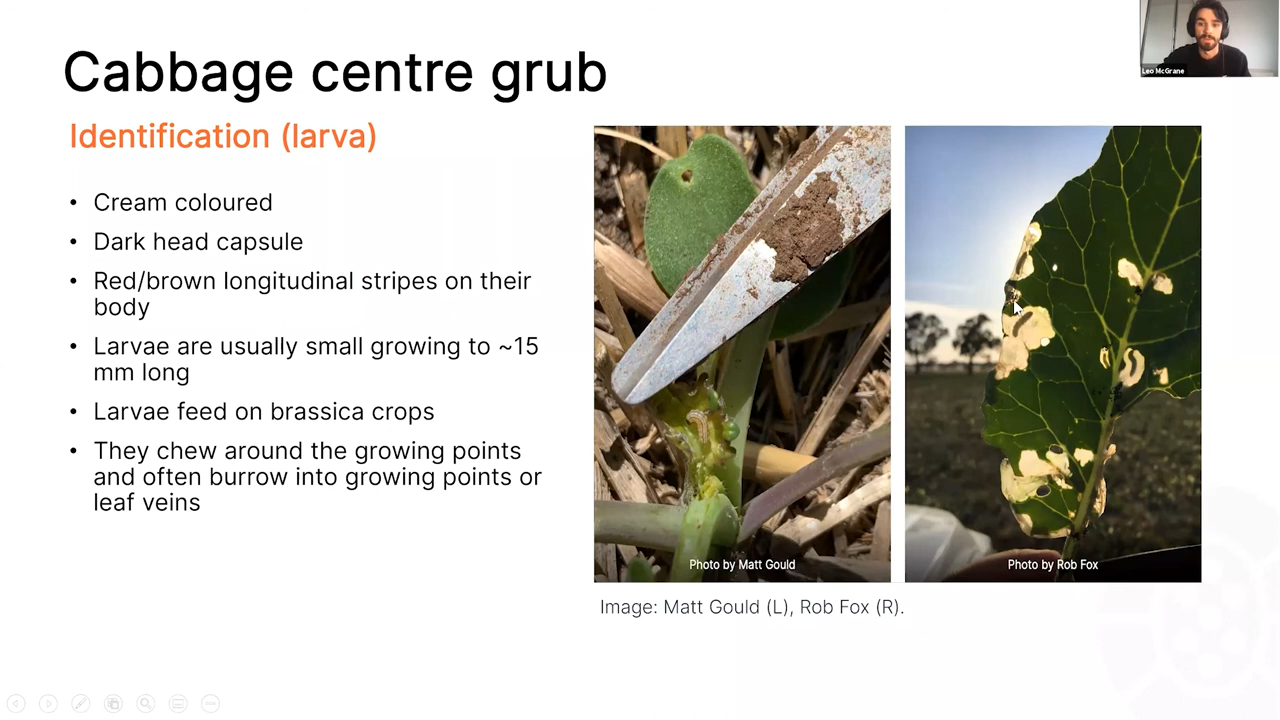 Cabbage centre grub
Identification (larva)
• Cream coloured
• Dark head capsule
• Red/brown longitudinal stripes on their
body
• Larvae are usually small growing to ~15
mm long
• Larvae feed on brassica crops
• They chew around the growing points
and often burrow into growing points or
leaf veins
Photo by Matt Gould
Photo by Rob Fox
Image: Matt Gould (L), Rob Fox (R).
Leo McGrane